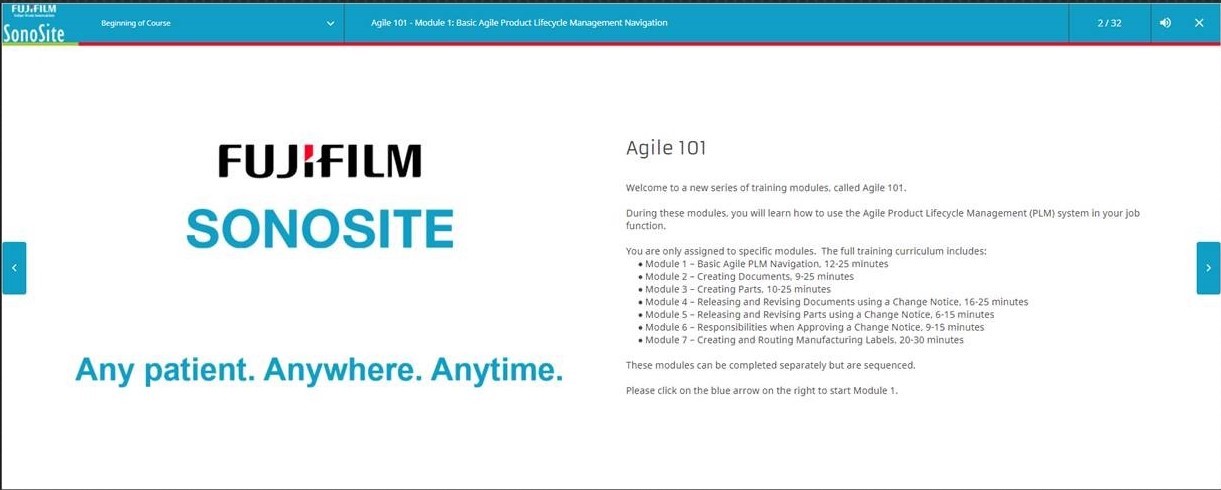 FUJIFILM
SonoSite
Beginning of Course
Agile 101 - Module 1: Basic Agile Product Lifecycle Management Navigation
2 / 32
FUJIFILM
SONOSITE
Any patient. Anywhere. Anytime.
Agile 101
Welcome to a new series of training modules, called Agile 101.
During these modules, you will learn how to use the Agile Product Lifecycle Management (PLM) system in your job
function.
You are only assigned to specific modules.  The full training curriculum includes:
• Module 1 – Basic Agile PLM Navigation, 12-25 minutes
• Module 2 – Creating Documents, 9-25 minutes
• Module 3 – Creating Parts, 10-25 minutes
• Module 4 – Releasing and Revising Documents using a Change Notice, 16-25 minutes
• Module 5 – Releasing and Revising Parts using a Change Notice, 6-15 minutes
• Module 6 – Responsibilities when Approving a Change Notice, 9-15 minutes
• Module 7 – Creating and Routing Manufacturing Labels, 20-30 minutes
These modules can be completed separately but are sequenced.
Please click on the blue arrow on the right to start Module 1.